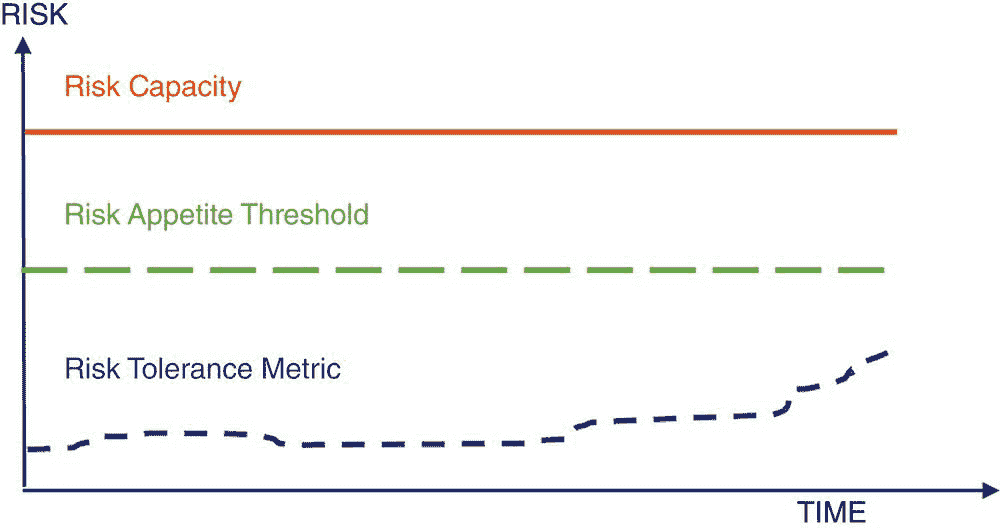 RISK
Risk Capacity
Risk Appetite Threshold
Risk Tolerance Metric
TIME